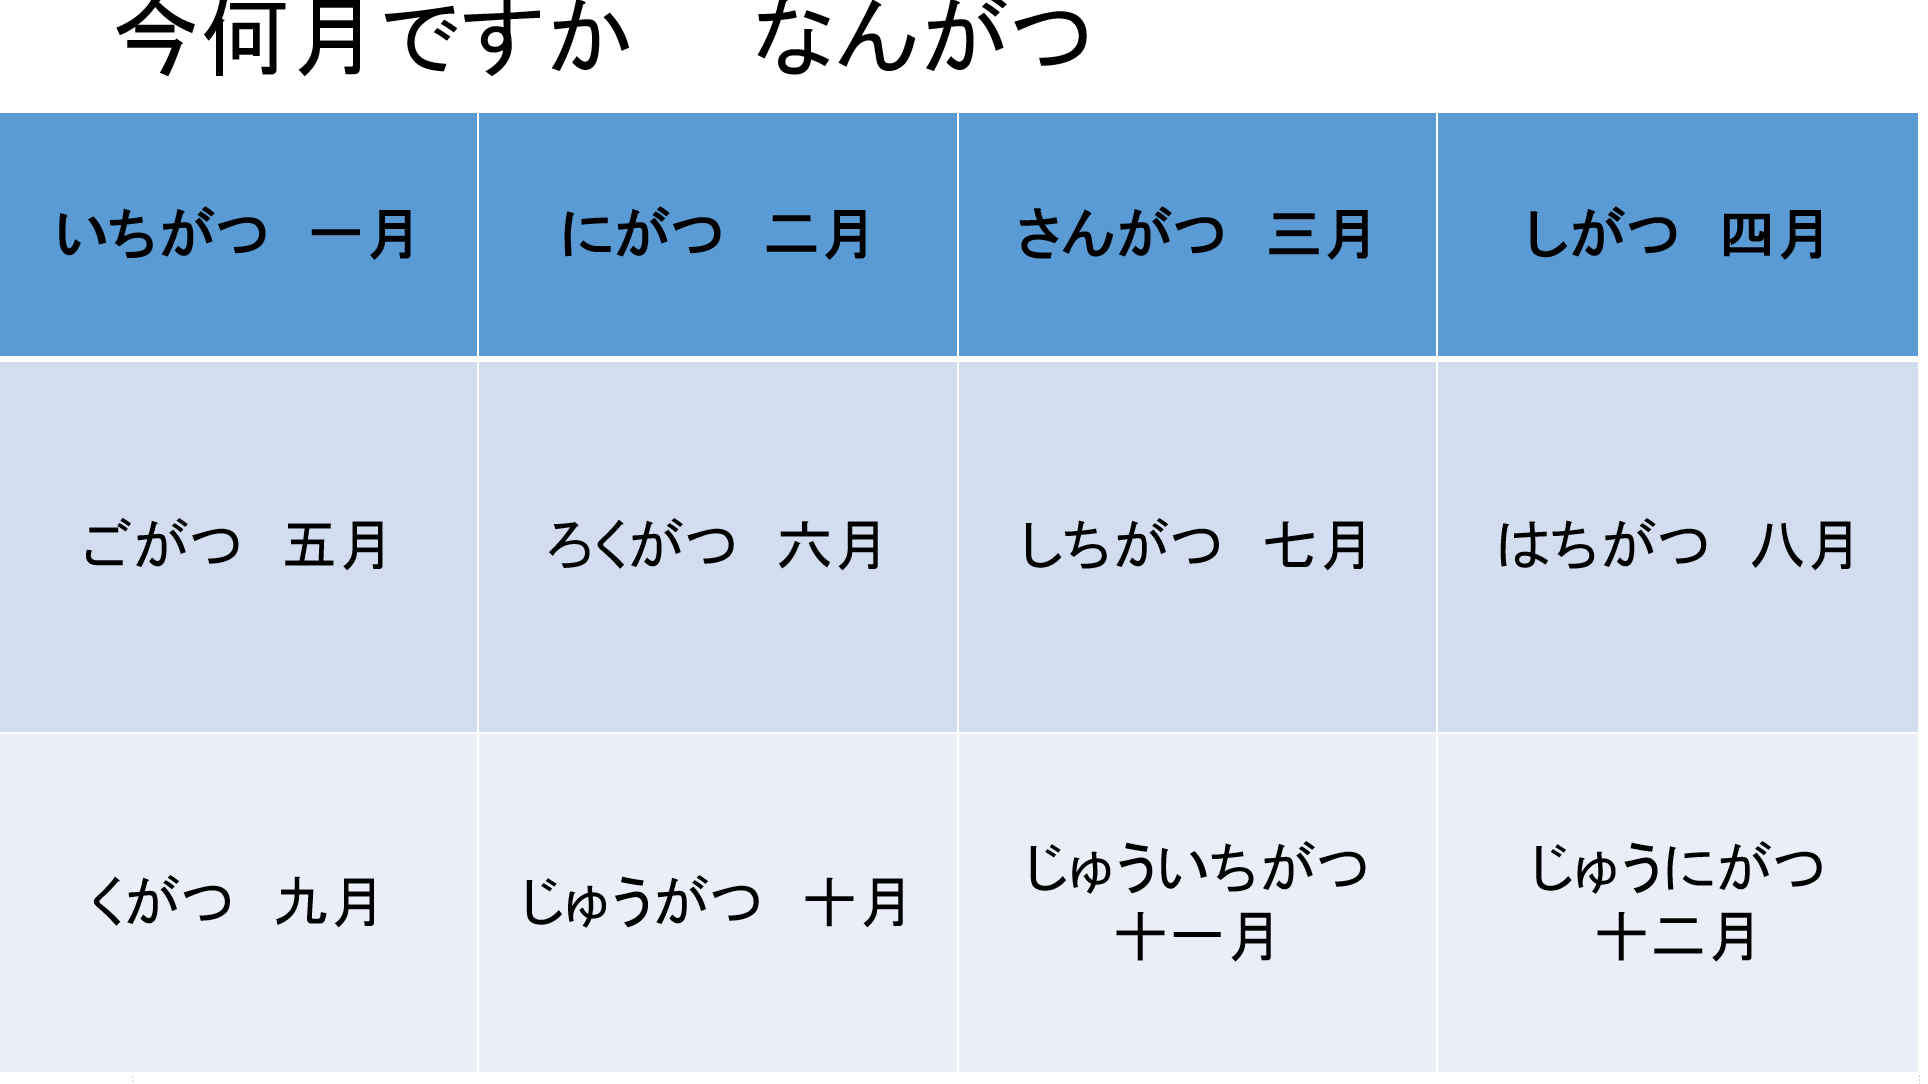 今何月ですか　なんがつ
いちがつ　一月
にがつ　二月
さんがつ　三月
しがつ　四月
ごがつ　五月
ろくがつ　六月
しちがつ　七月
はちがつ　八月
くがつ　九月
じゅうがつ　十月
じゅういちがつ
十一月
じゅうにがつ
十二月